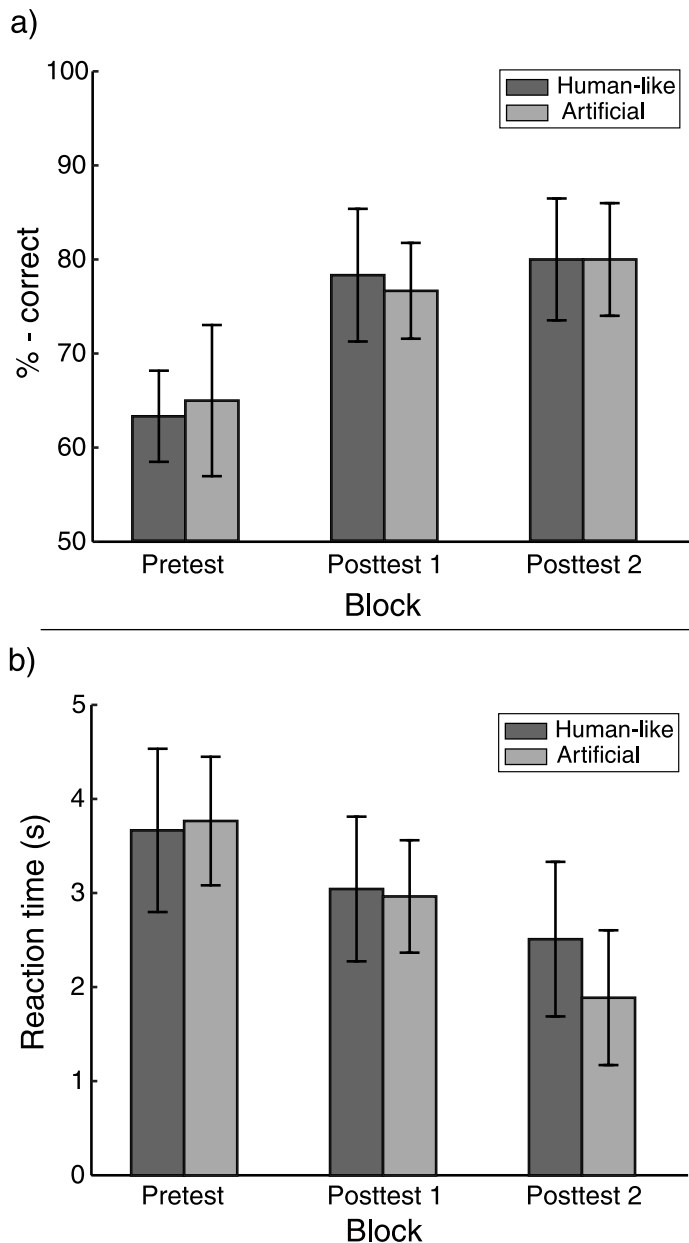 a)
100
90
80
70
60
50
% - correct
Human-like
Artificial
Pretest Posttest 1 Posttest 2
Block
b)
5
4
3
2
1
0
Reaction time (s)
Human-like
Artificial
Pretest Posttest 1 Posttest 2
Block